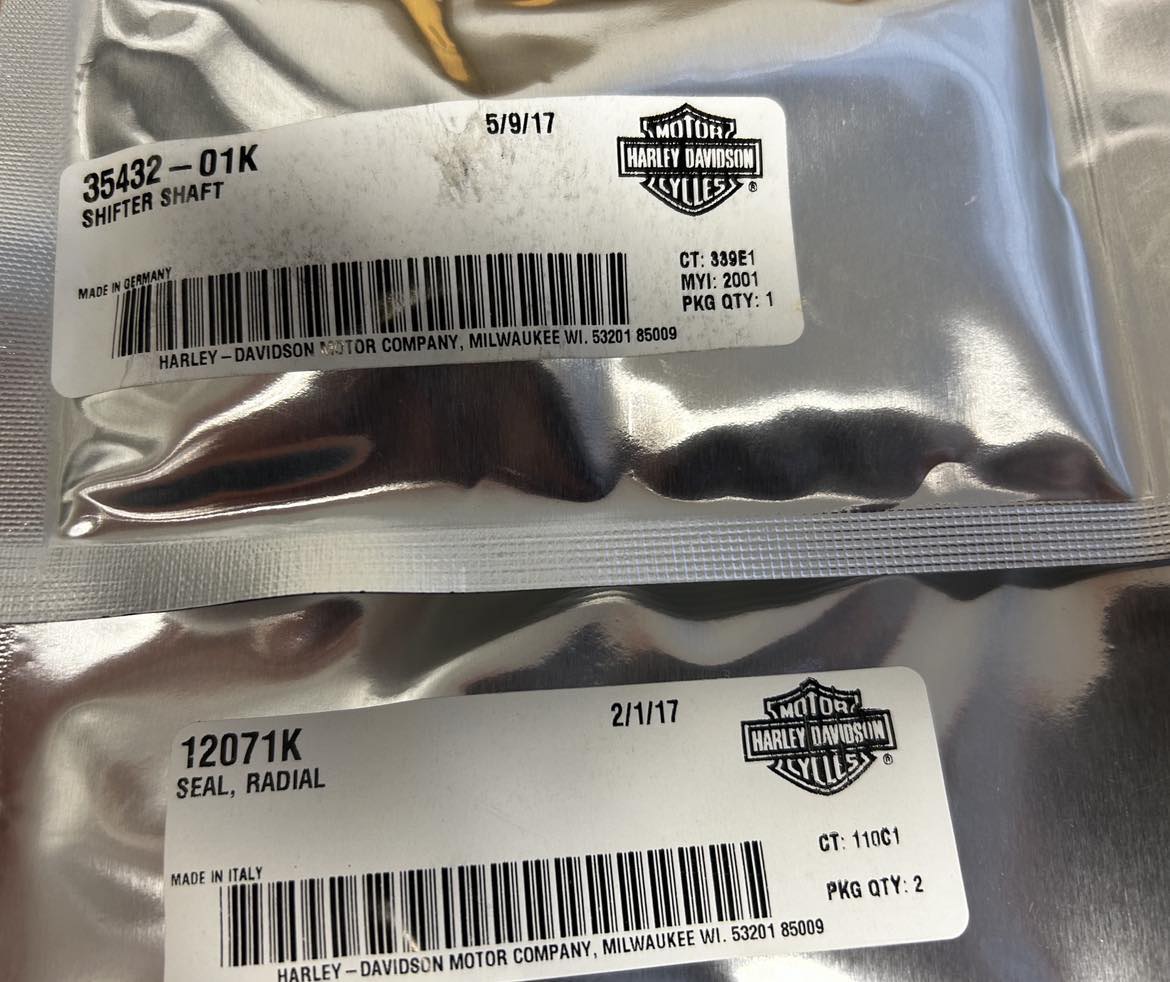 5/9/17
MOTOR
HARLEY DAVIDSON
CYCLES
®
35432-01K
SHIFTER SHAFT
CT: 339E1
MYI: 2001
PKG QTY: 1
MADE IN GERMANY
HARLEY-DAVIDSON MOTOR COMPANY, MILWAUKEE WI. 53201 85009
2/1/17
MOTOR
HARLEY DAVIDSON
CYCLES
®
12071K
SEAL, RADIAL
CT: 110C1
PKG QTY: 2
MADE IN ITALY
HARLEY-DAVIDSON MOTOR COMPANY, MILWAUKEE WI. 53201 85009